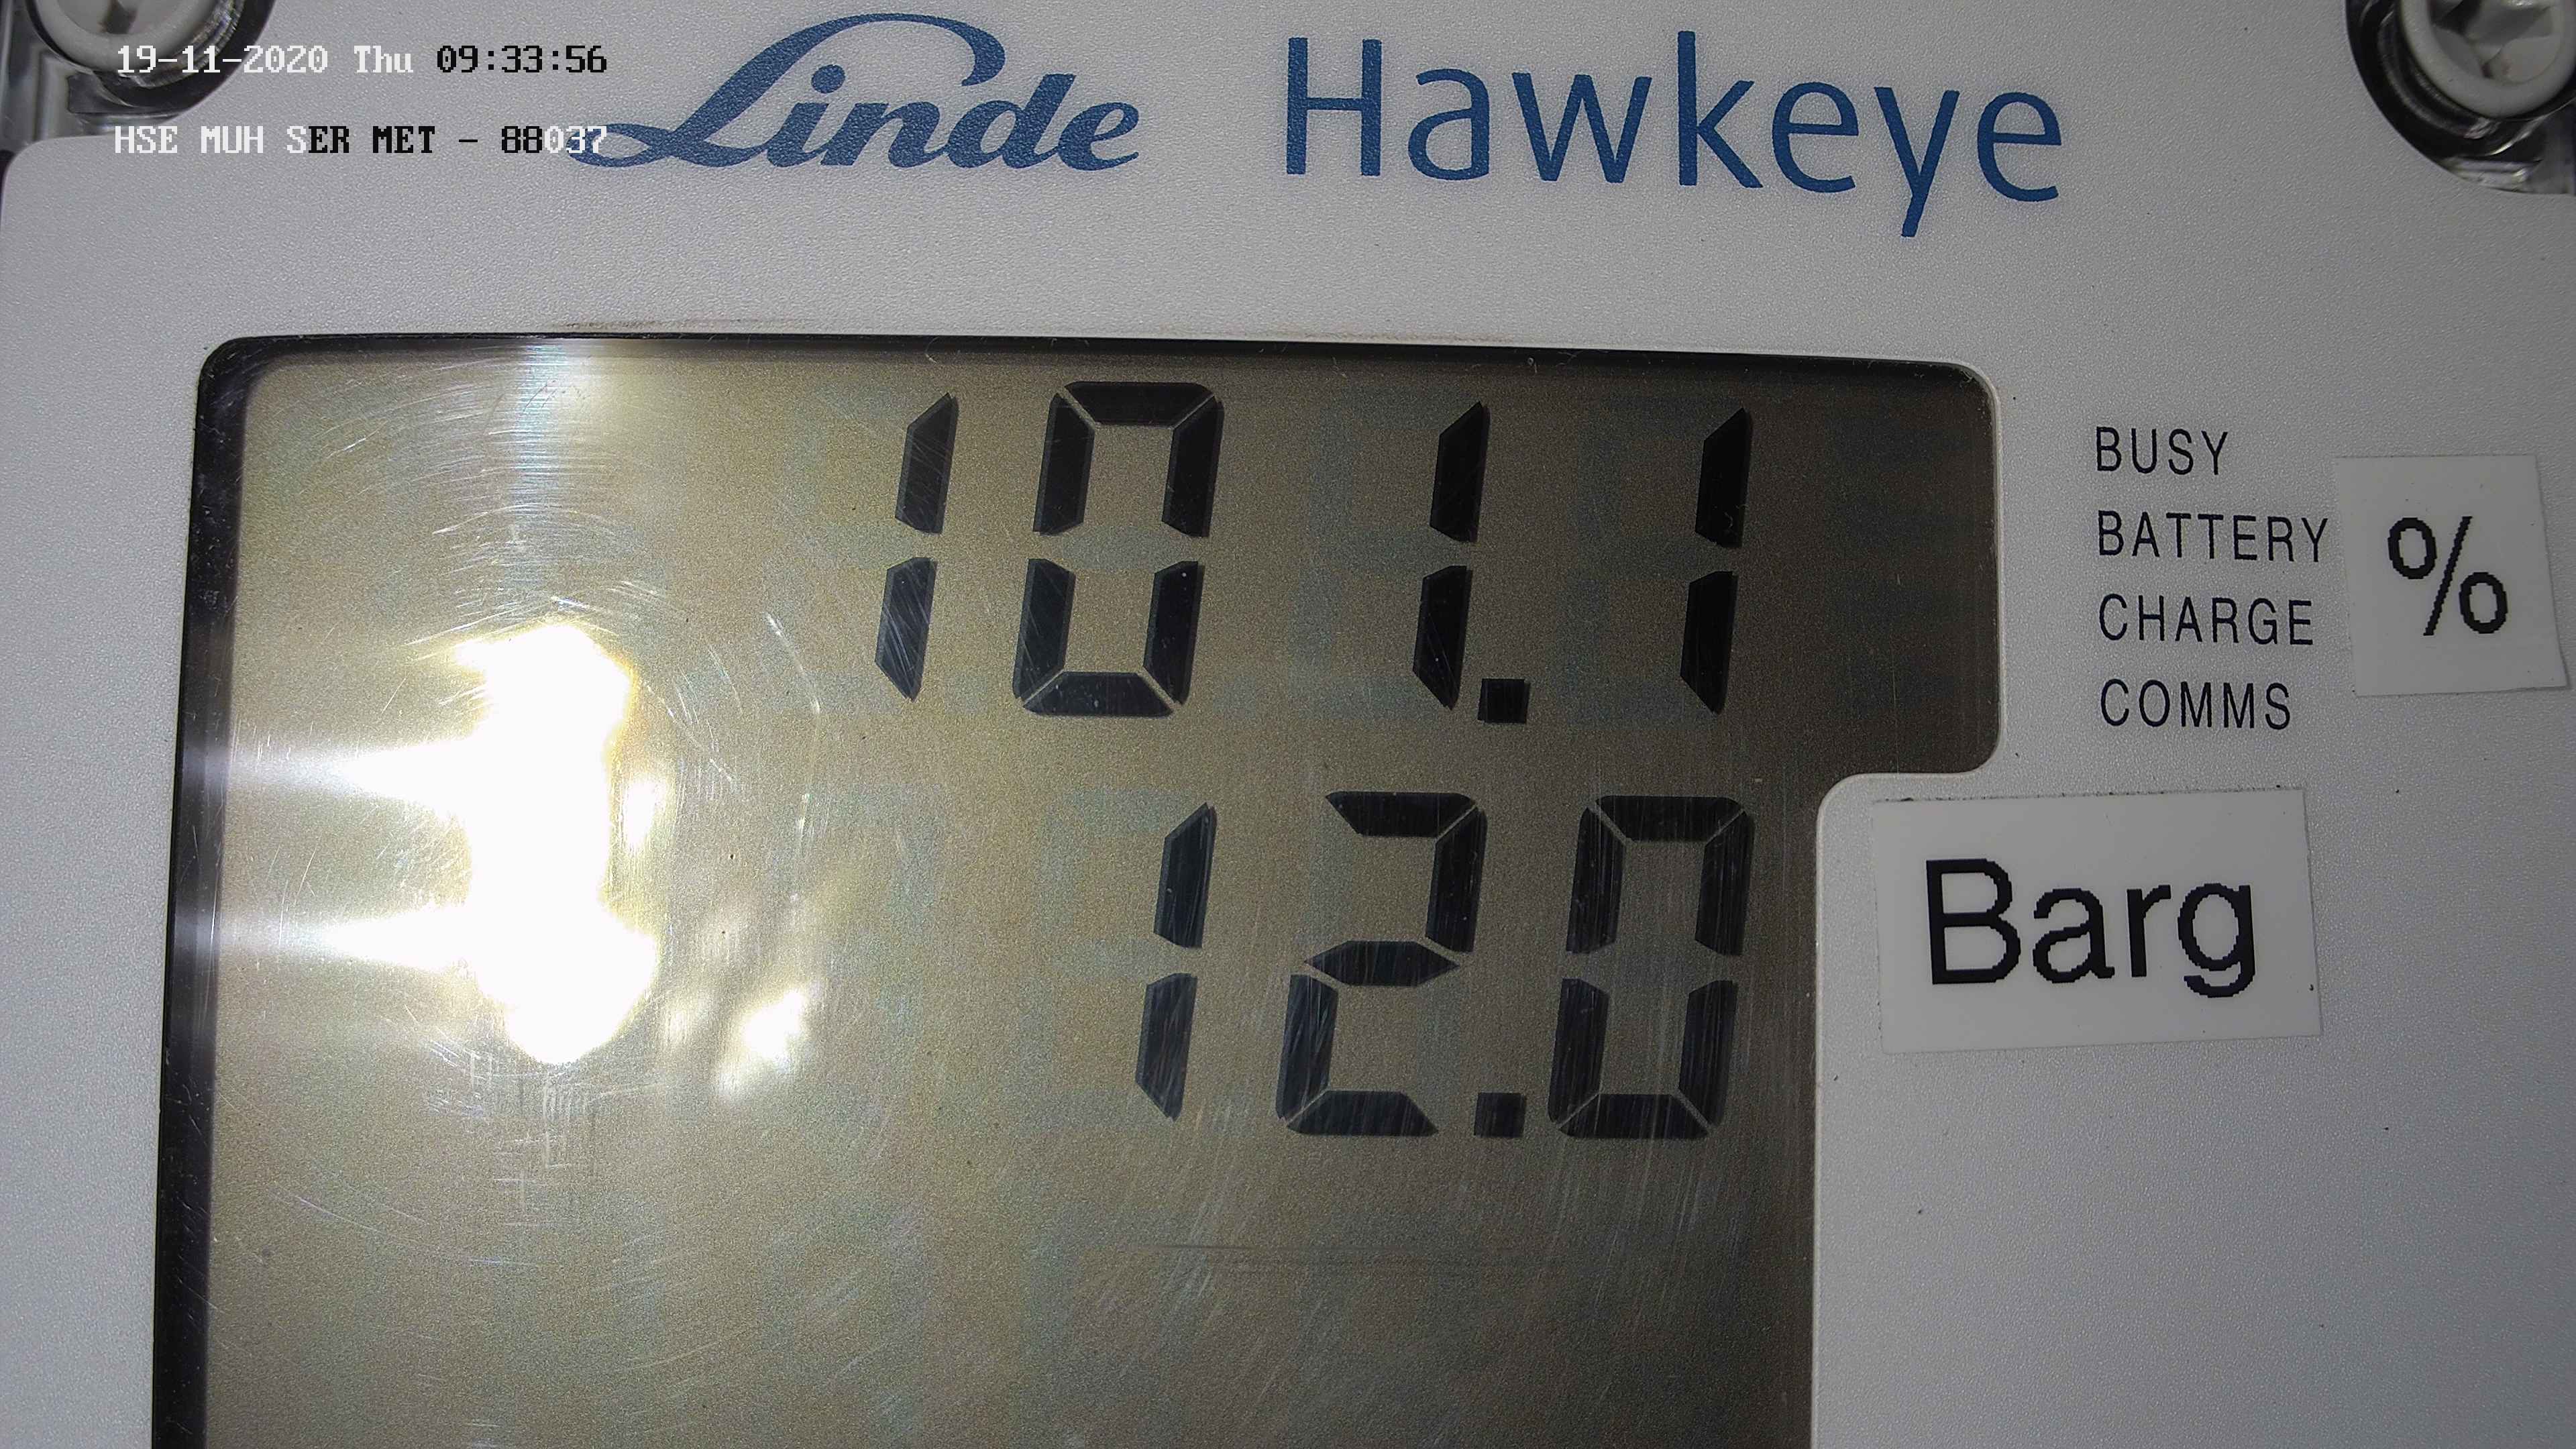 19-11-2020 Thu 09:33:56
HSE MUH SER MET - 88037
Linde Hawkeye
101.1
BUSY
BATTERY
CHARGE
COMMS
%
12.0
Barg